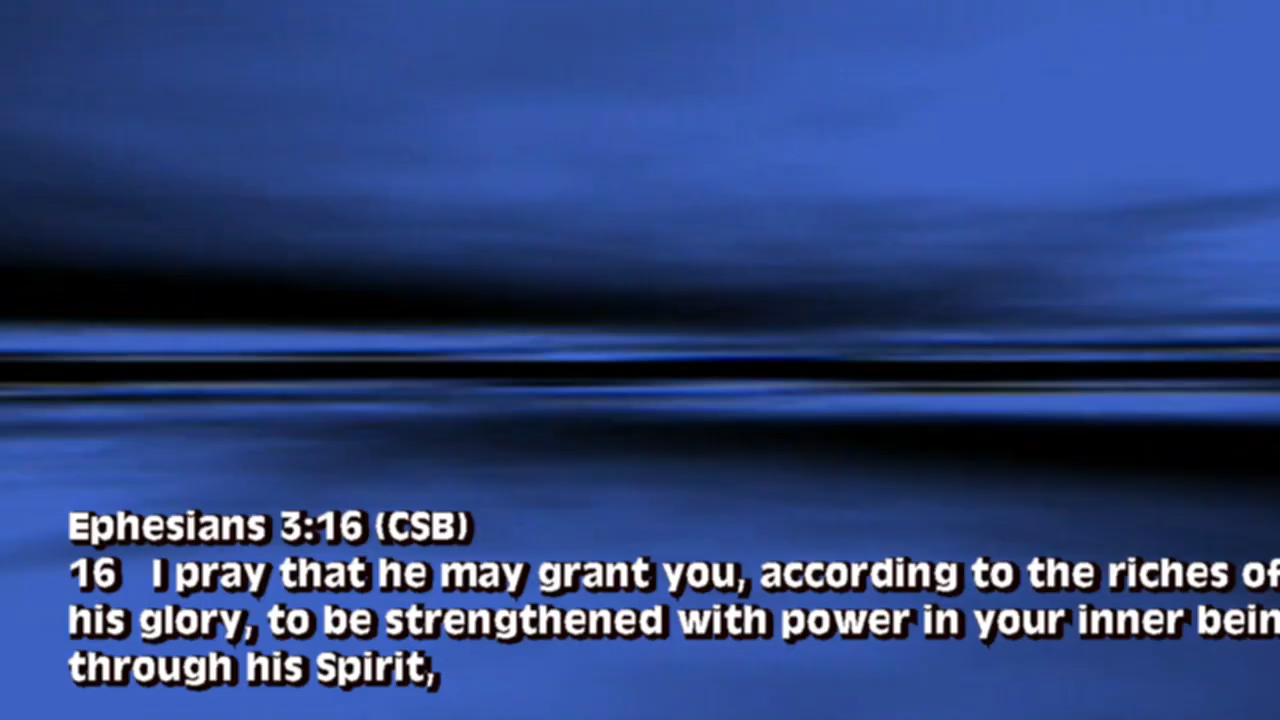 Ephesians 3:16 (CSB)
16 I pray that he may grant you, according to the riches of
his glory, to be strengthened with power in your inner bein
through his Spirit,